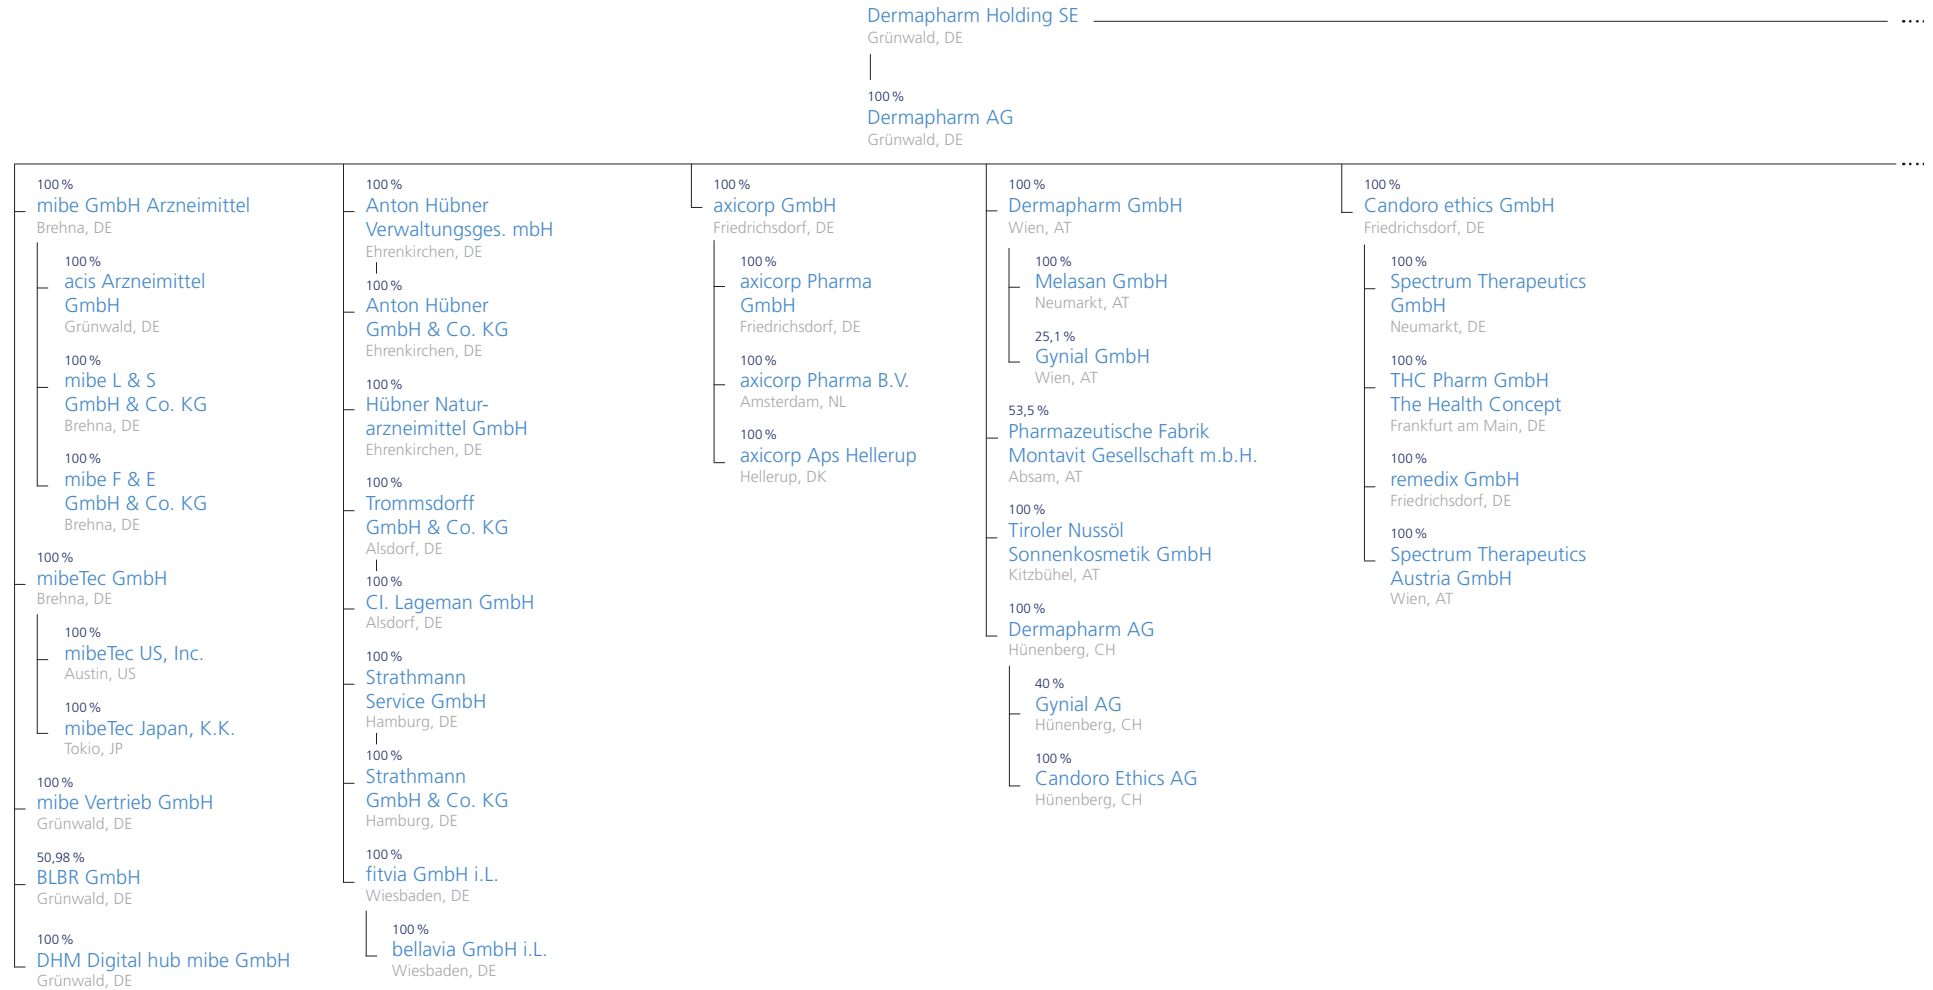 Dermapharm Holding SE
Grünwald, DE
100 %
Dermapharm AG
Grünwald, DE
100 %
mibe GmbH Arzneimittel
Brehna, DE
100 %
acis Arzneimittel
GmbH
Grünwald, DE
100 %
mibe L & S
GmbH & Co. KG
Brehna, DE
100 %
mibe F & E
GmbH & Co. KG
Brehna, DE
100 %
mibeTec GmbH
Brehna, DE
100 %
mibeTec US, Inc.
Austin, US
100 %
mibeTec Japan, K.K.
Tokio, JP
100 %
mibe Vertrieb GmbH
Grünwald, DE
50,98 %
BLBR GmbH
Grünwald, DE
100 %
DHM Digital hub mibe GmbH
Grünwald, DE
100 %
Anton Hübner
Verwaltungsges. mbH
Ehrenkirchen, DE
100 %
Anton Hübner
GmbH & Co. KG
Ehrenkirchen, DE
100 %
Hübner Natur-
arzneimittel GmbH
Ehrenkirchen, DE
100 %
Trommsdorff
GmbH & Co. KG
Alsdorf, DE
100 %
CI. Lageman GmbH
Alsdorf, DE
100 %
Strathmann
Service GmbH
Hamburg, DE
100 %
Strathmann
GmbH & Co. KG
Hamburg, DE
100 %
fitvia GmbH i.L.
Wiesbaden, DE
100 %
bellavia GmbH i.L.
Wiesbaden, DE
100 %
axicorp GmbH
Friedrichsdorf, DE
100 %
axicorp Pharma
GmbH
Friedrichsdorf, DE
100 %
axicorp Pharma B.V.
Amsterdam, NL
100 %
axicorp Aps Hellerup
Hellerup, DK
100 %
Dermapharm GmbH
Wien, AT
100 %
Melasan GmbH
Neumarkt, AT
25,1 %
Gynial GmbH
Wien, AT
53,5 %
Pharmazeutische Fabrik
Montavit Gesellschaft m.b.H.
Absam, AT
100 %
Tiroler Nussöl
Sonnenkosmetik GmbH
Kitzbühel, AT
100 %
Dermapharm AG
Hünenberg, CH
40 %
Gynial AG
Hünenberg, CH
100 %
Candoro Ethics AG
Hünenberg, CH
100 %
Candoro ethics GmbH
Friedrichsdorf, DE
100 %
Spectrum Therapeutics
GmbH
Neumarkt, DE
100 %
THC Pharm GmbH
The Health Concept
Frankfurt am Main, DE
100 %
remedix GmbH
Friedrichsdorf, DE
100 %
Spectrum Therapeutics
Austria GmbH
Wien, AT